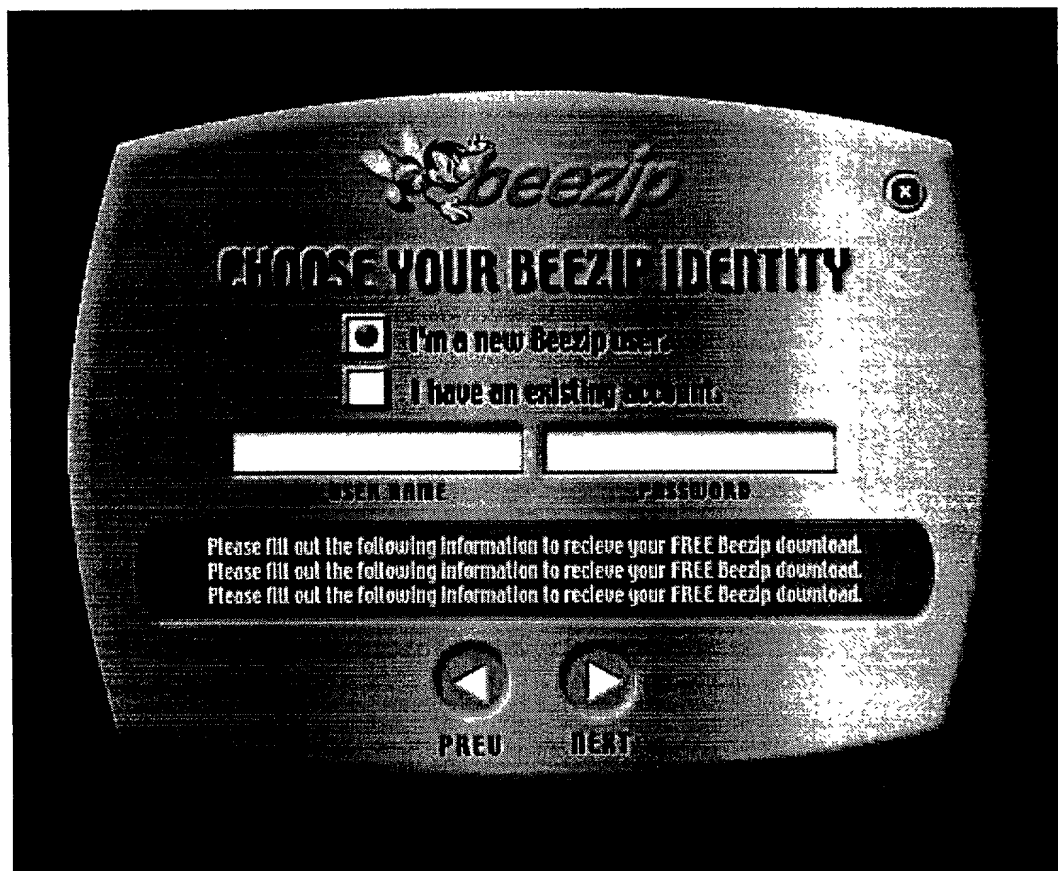 beezip
x
CHOOSE YOUR BEEZIP IDENTITY
I'm a new Beezip user.
I have an existing account.
USER NAME PASSWORD
Please fill out the following information to recieve your FREE Beezip download.
Please fill out the following information to recieve your FREE Beezip download.
Please fill out the following information to recieve your FREE Beezip download.
PREV NEXT